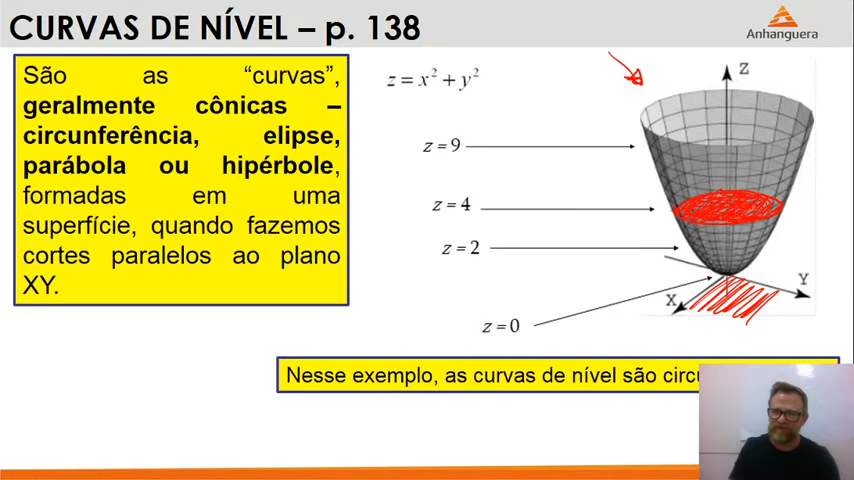 CURVAS DE NÍVEL – p. 138
Anhanguera
São as “curvas”,
geralmente cônicas –
circunferência, elipse,
parábola ou hipérbole,
formadas em uma
superfície, quando fazemos
cortes paralelos ao plano
XY.
z = x² + y²
z = 9
z = 4
z = 2
z = 0
Z
Y
X
Nesse exemplo, as curvas de nível são